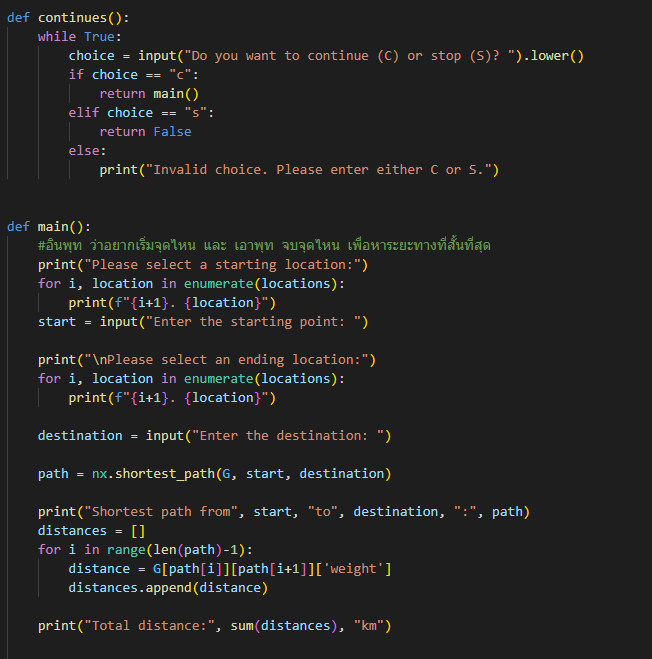 def continues():
    while True:
        choice = input("Do you want to continue (C) or stop (S)? ").lower()
        if choice == "c":
            return main()
        elif choice == "s":
            return False
        else:
            print("Invalid choice. Please enter either C or S.")

def main():
    #อินพุท ว่าอยากเริ่มจุดไหน และ เอาพุท จบจุดไหน เพื่อหาระยะทางที่สั้นที่สุด
    print("Please select a starting location:")
    for i, location in enumerate(locations):
        print(f"{i+1}. {location}")
    start = input("Enter the starting point: ")

    print("\nPlease select an ending location:")
    for i, location in enumerate(locations):
        print(f"{i+1}. {location}")

    destination = input("Enter the destination: ")

    path = nx.shortest_path(G, start, destination)

    print("Shortest path from", start, "to", destination, ":", path)
    distances = []
    for i in range(len(path)-1):
        distance = G[path[i]][path[i+1]]['weight']
        distances.append(distance)

    print("Total distance:", sum(distances), "km")